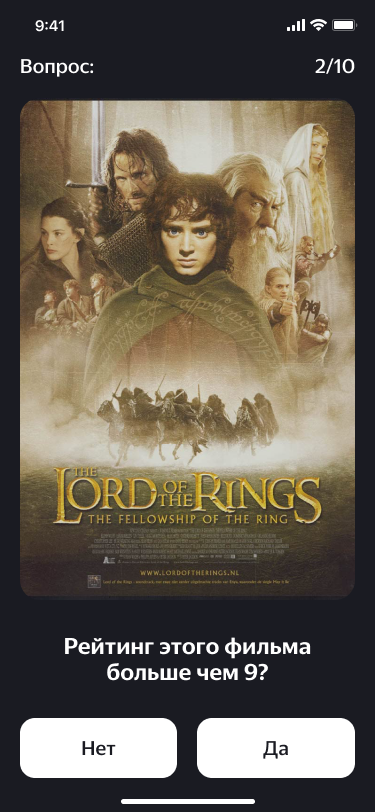 9:41
Вопрос:
2/10
THE
LORD OF THE RINGS
THE FELLOWSHIP OF THE RING
WWW.LORDOFTHERINGS.NL
Рейтинг этого фильма
больше чем 9?
Нет
Да